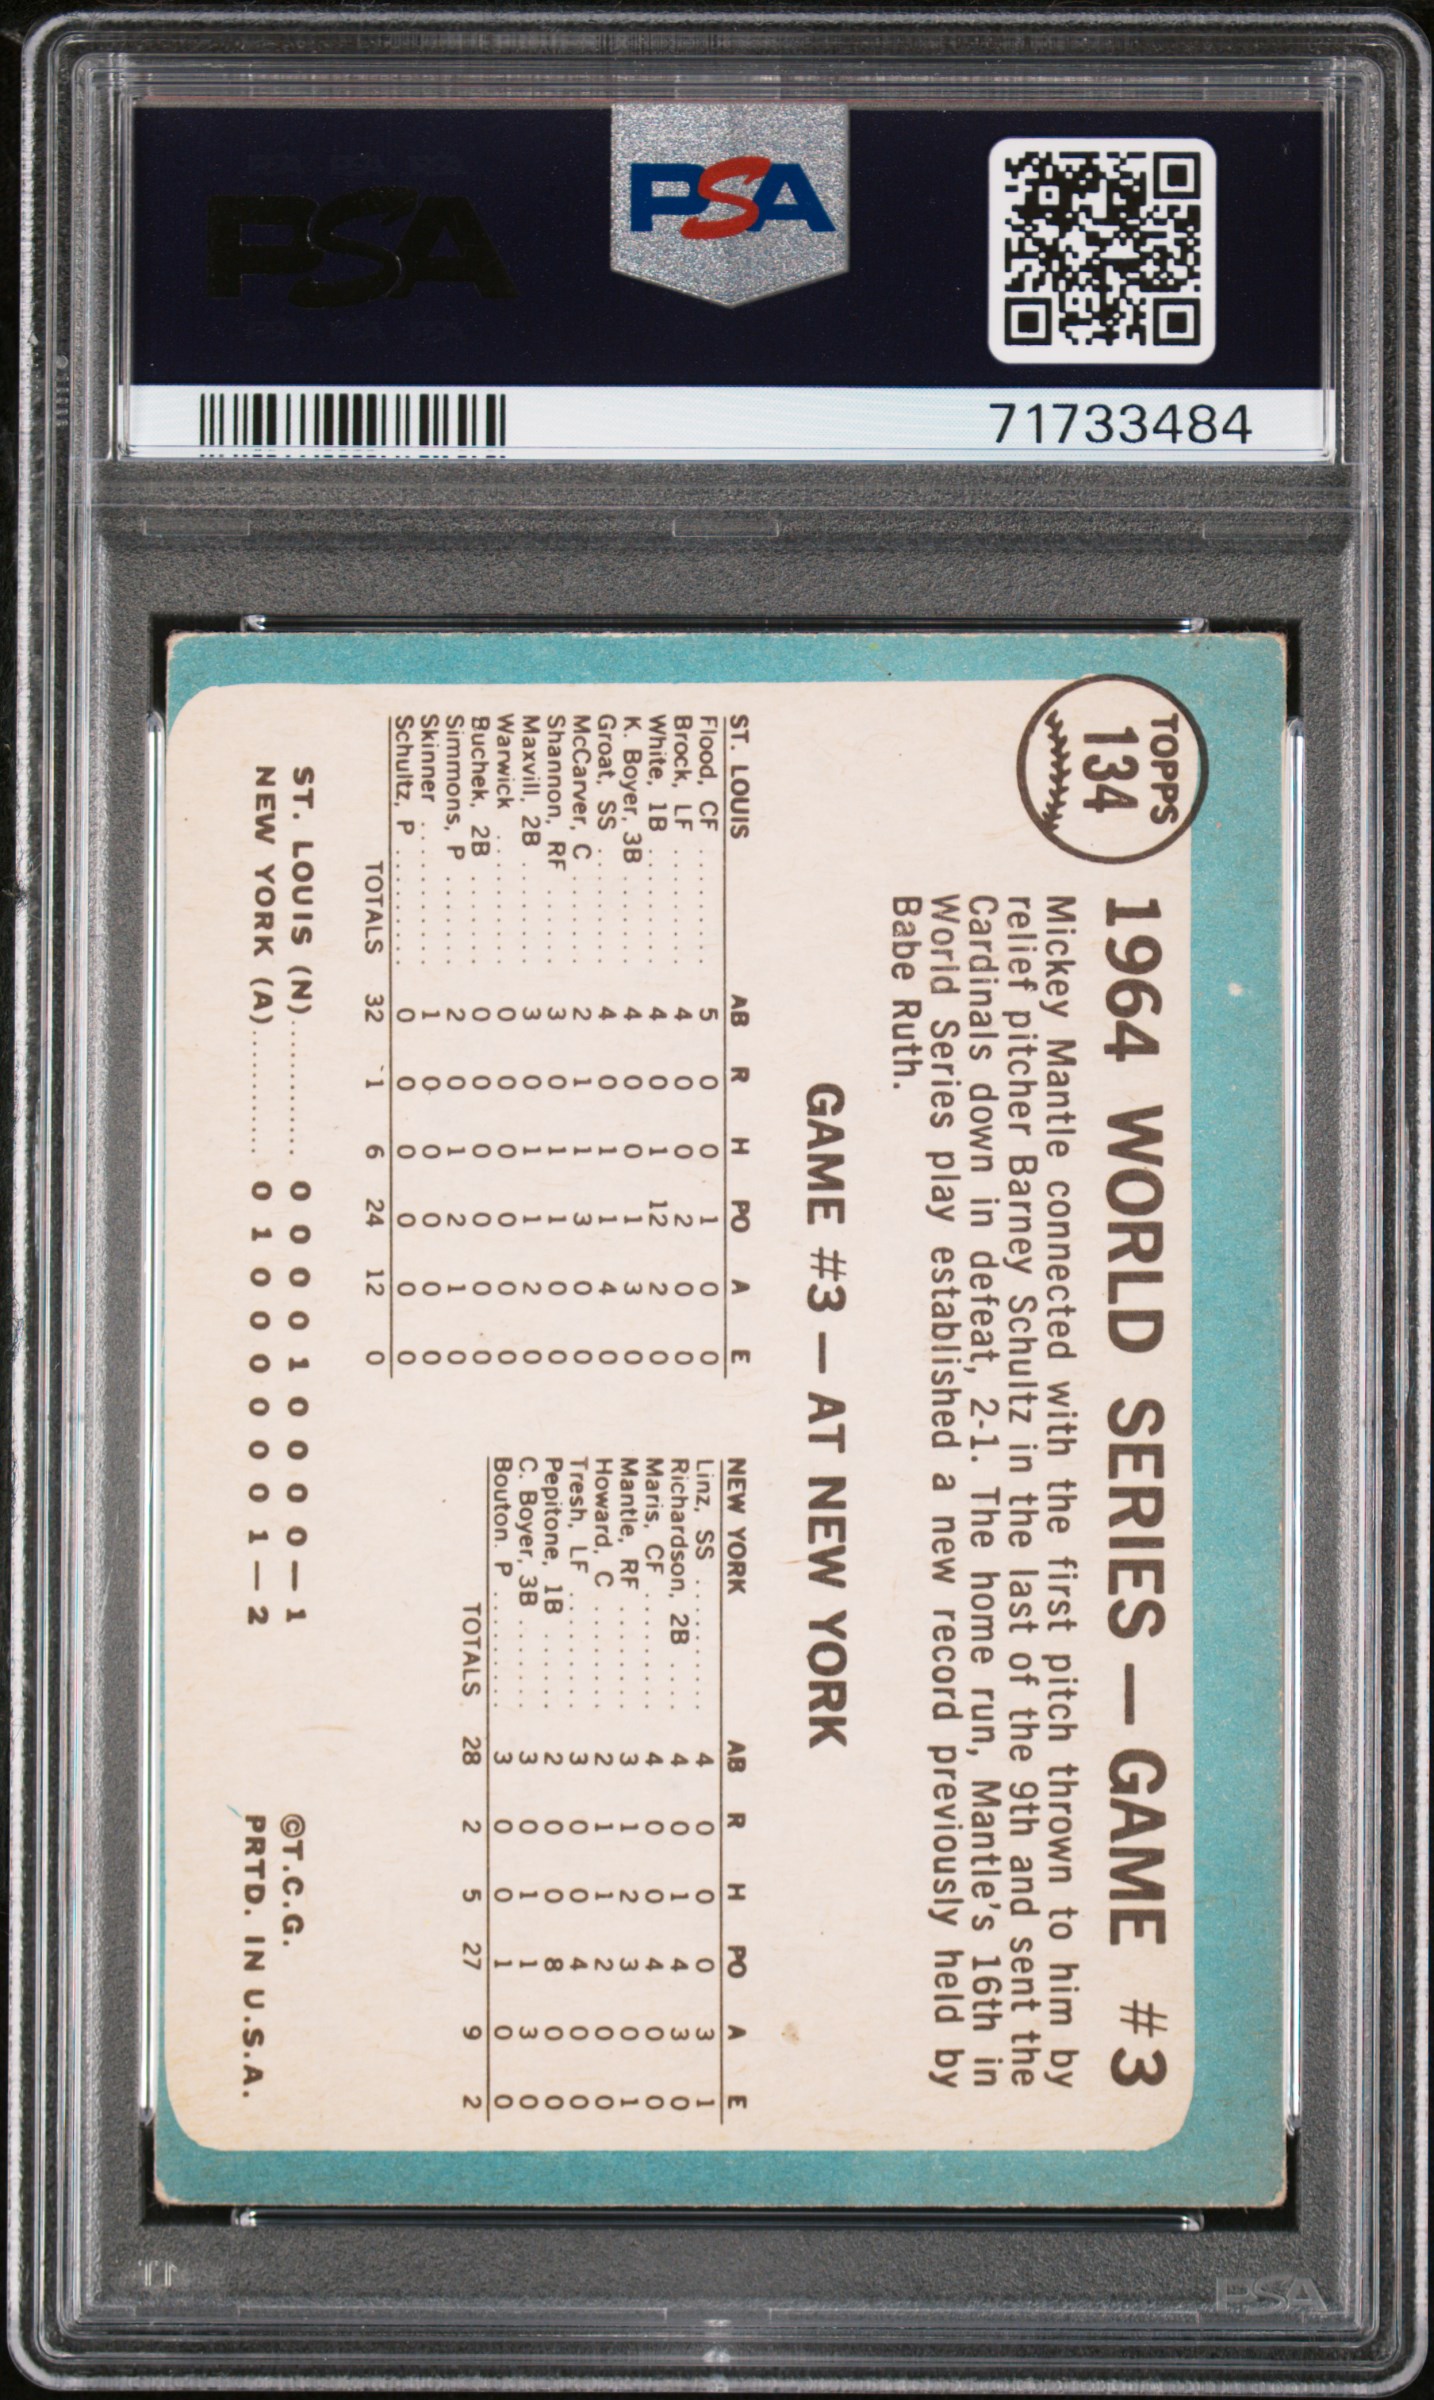 PSA
PSA
71733484
TOPPS
134
1964 WORLD SERIES — GAME #3
Mickey Mantle connected with the first pitch thrown to him by
relief pitcher Barney Schultz in the last of the 9th and sent the
Cardinals down in defeat, 2-1. The home run, Mantle's 16th in
World Series play established a new record previously held by
Babe Ruth.
GAME #3 — AT NEW YORK
ST. LOUIS AB R H PO A E
Flood, CF ......... 5 0 0 1 0 0
Brock, LF ......... 4 0 0 2 0 0
White, 1B ......... 4 0 1 12 2 0
K. Boyer, 3B ....... 4 0 0 1 3 0
Groat, SS ......... 4 0 1 1 4 0
McCarver, C ........ 2 1 1 3 0 0
Shannon, RF ....... 3 0 1 1 0 0
Maxvill, 2B ........ 3 0 1 1 2 0
Warwick .......... 0 0 0 0 0 0
Buchek, 2B ........ 0 0 0 0 0 0
Simmons, P ....... 2 0 1 2 1 0
Skinner .......... 1 0 0 0 0 0
Schultz, P ......... 0 0 0 0 0 0
TOTALS 32 1 6 24 12 0
NEW YORK AB R H PO A E
Linz, SS .......... 4 0 0 0 3 1
Richardson, 2B .... 4 0 1 4 3 0
Maris, CF ......... 4 0 0 4 0 0
Mantle, RF ........ 3 1 2 3 0 1
Howard, C ........ 2 1 1 2 0 0
Tresh, LF ......... 3 0 0 4 0 0
Pepitone, 1B ...... 2 0 0 8 0 0
C. Boyer, 3B ....... 3 0 1 1 3 0
Bouton. P ......... 3 0 0 1 0 0
TOTALS 28 2 5 27 9 2
ST. LOUIS (N)............ 0 0 0 0 1 0 0 0 0 — 1
NEW YORK (A)............ 0 1 0 0 0 0 0 0 1 — 2
©T.C.G.
PRTD. IN U.S.A.
PSA